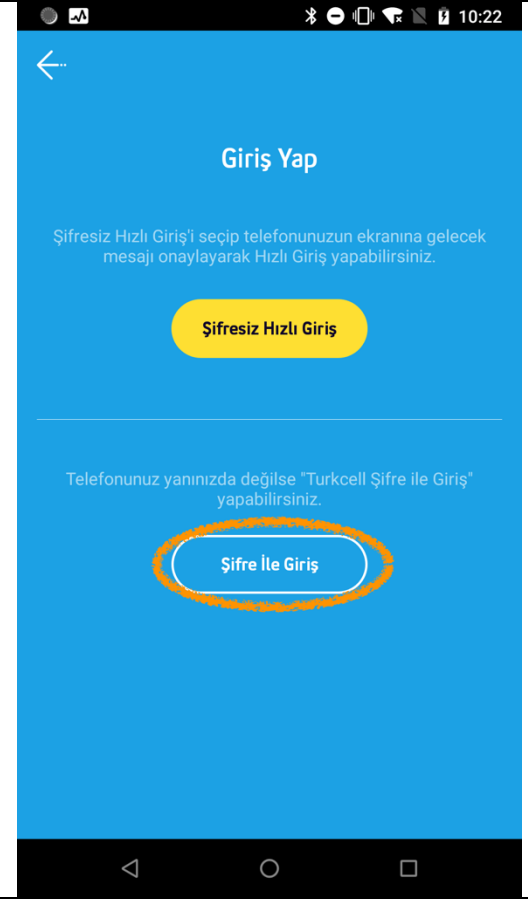 10:22
Giriş Yap
Şifresiz Hızlı Giriş'i seçip telefonunuzun ekranına gelecek
mesajı onaylayarak Hızlı Giriş yapabilirsiniz.
Şifresiz Hızlı Giriş
Telefonunuz yanınızda değilse "Turkcell Şifre ile Giriş"
yapabilirsiniz.
Şifre İle Giriş